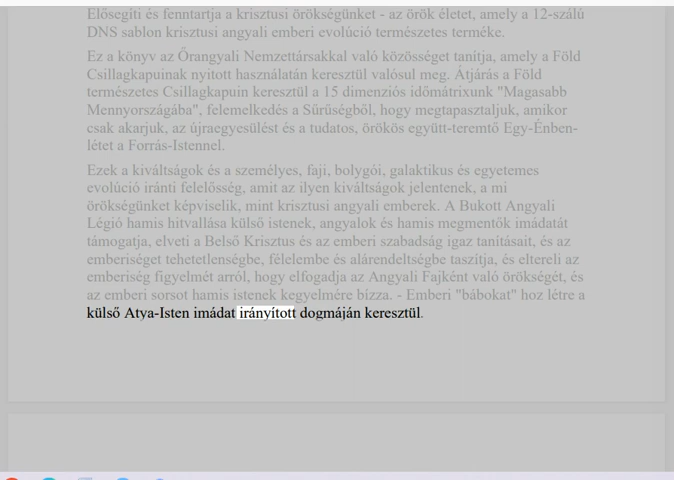 Elősegíti és fenntartja a krisztusi örökségünket - az örök életet, amely a 12-szálú
DNS sablon krisztusi angyali emberi evolúció természetes terméke.
Ez a könyv az Őrangyali Nemzettársakkal való közösséget tanítja, amely a Föld
Csillagkapuinak nyitott használatán keresztül valósul meg. Átjárás a Föld
természetes Csillagkapuin keresztül a 15 dimenziós időmátrixunk "Magasabb
Mennyországába", felemelkedés a Sűrűségből, hogy megtapasztaljuk, amikor
csak akarjuk, az újraegyesülést és a tudatos, örökös együtt-teremtő Egy-Énben-
létet a Forrás-Istennel.
Ezek a kiváltságok és a személyes, faji, bolygói, galaktikus és egyetemes
evolúció iránti felelősség, amit az ilyen kiváltságok jelentenek, a mi
örökségünket képviselik, mint krisztusi angyali emberek. A Bukott Angyali
Légió hamis hitvallása külső istenek, angyalok és hamis megmentők imádatát
támogatja, elveti a Belső Krisztus és az emberi szabadság igaz tanításait, és az
emberiséget tehetetlenségbe, félelembe és alárendeltségbe taszítja, és eltereli az
emberiség figyelmét arról, hogy elfogadja az Angyali Fajként való örökségét, és
az emberi sorsot hamis istenek kegyelmére bízza. - Emberi "bábokat" hoz létre a
külső Atya-Isten imádat irányított dogmáján keresztül.